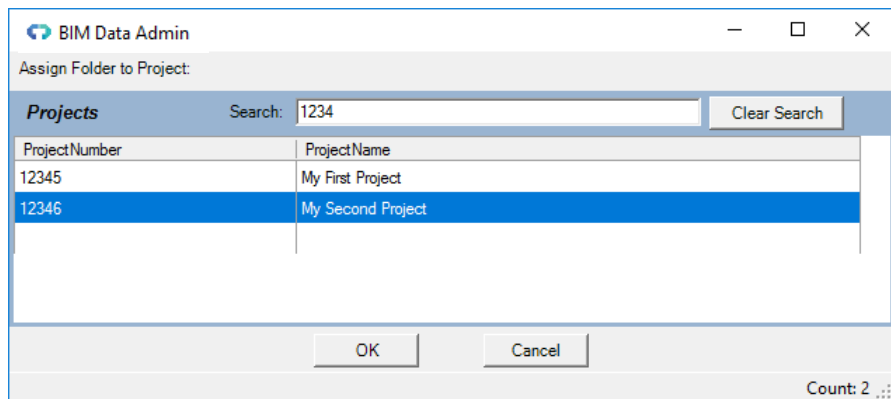 BIM Data Admin
Assign Folder to Project:
Projects Search: 1234 Clear Search
ProjectNumber ProjectName
12345 My First Project
12346 My Second Project
OK Cancel
Count: 2